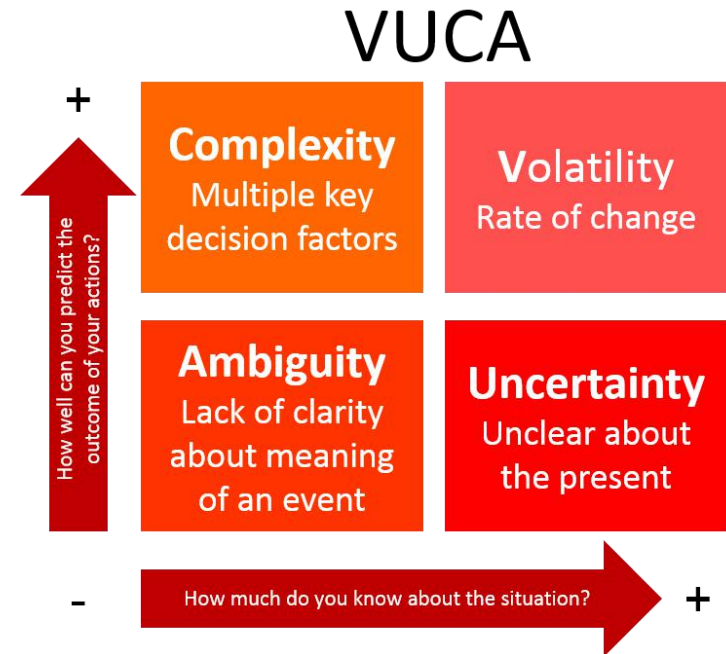 VUCA
+
Complexity
Multiple key
decision factors
Volatility
Rate of change
How well can you predict the
outcome of your actions?
Ambiguity
Lack of clarity
about meaning
of an event
Uncertainty
Unclear about
the present
-
How much do you know about the situation?
+